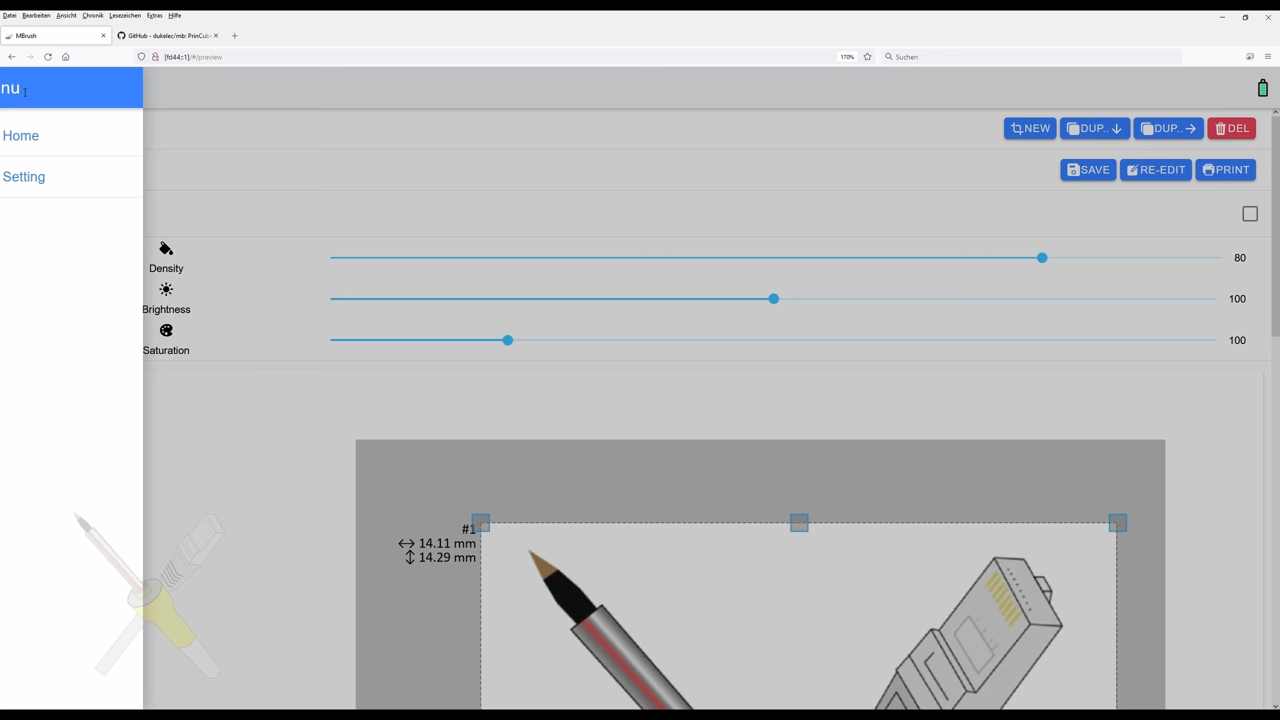 Datei Bearbeiten Ansicht Chronik Lesezeichen Extras Hilfe
MBrush
GitHub - dukelec/mb: PrinCub
[fd44::1]/#/preview
170%
Suchen
nu
Home
Setting
NEW
DUP..
DUP..
DEL
SAVE
RE-EDIT
PRINT
Density
80
Brightness
100
Saturation
100
#1
14.11 mm
14.29 mm